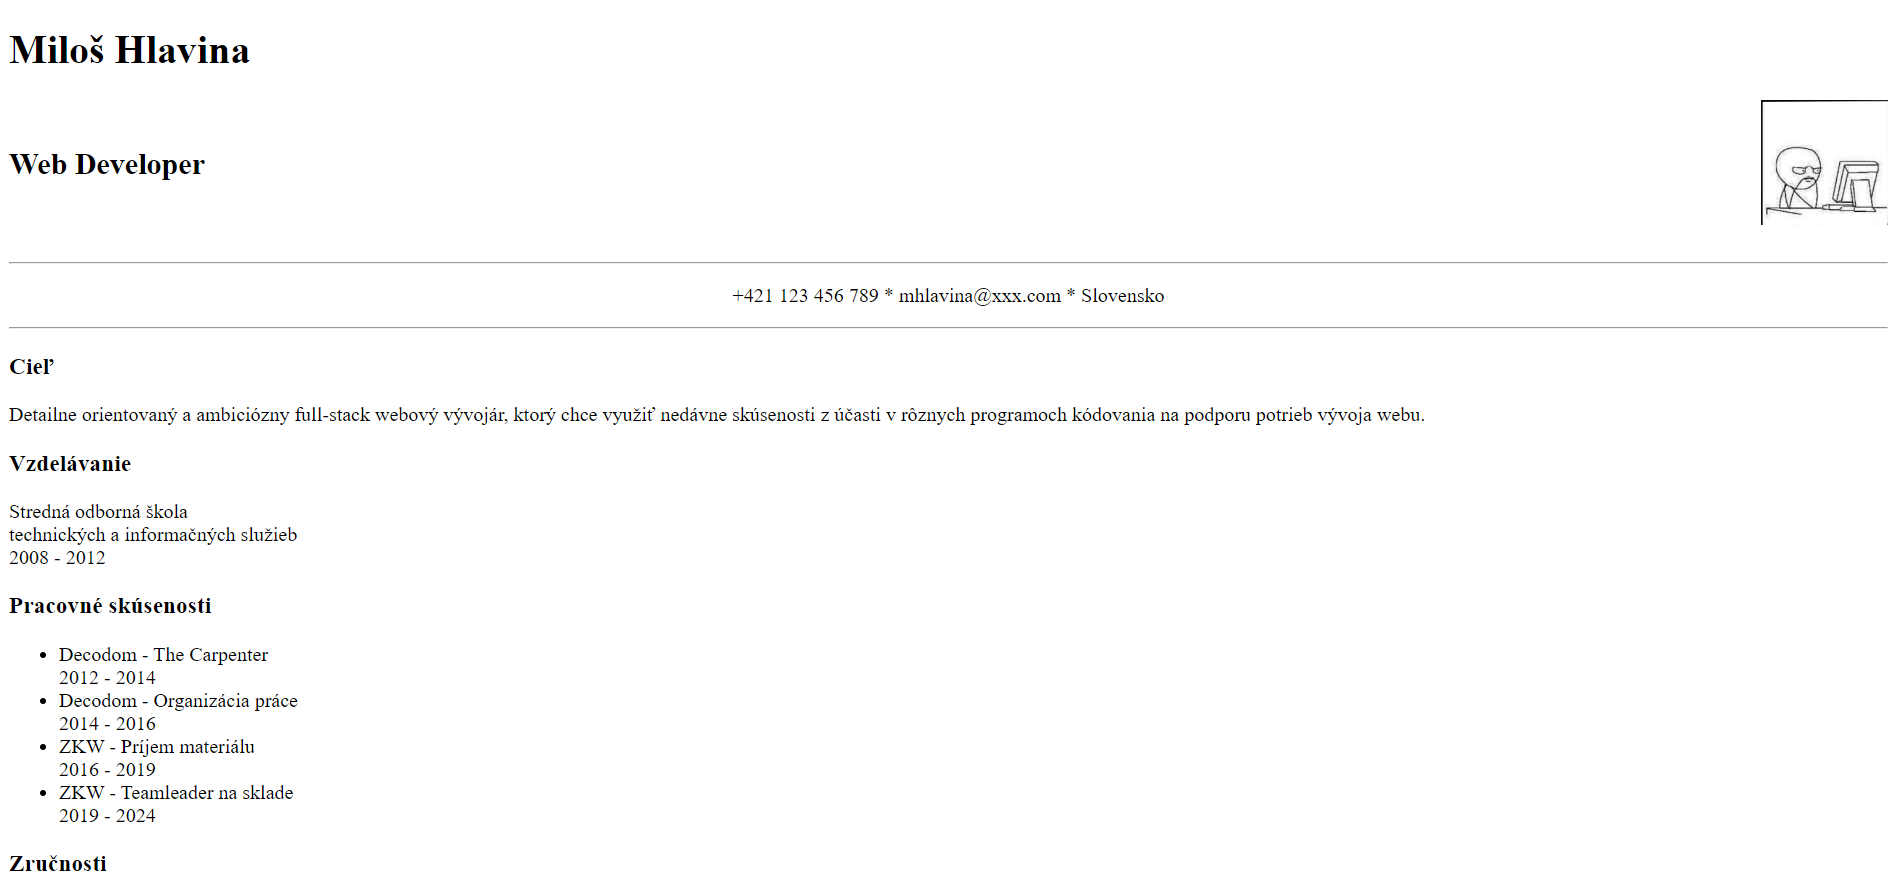 Miloš Hlavina
Web Developer
+421 123 456 789 * mhlavina@xxx.com * Slovensko
Cieľ
Detailne orientovaný a ambiciózny full-stack webový vývojár, ktorý chce využiť nedávne skúsenosti z účasti v rôznych programoch kódovania na podporu potrieb vývoja webu.
Vzdelávanie
Stredná odborná škola
technických a informačných služieb
2008 - 2012
Pracovné skúsenosti
Decodom - The Carpenter
2012 - 2014
Decodom - Organizácia práce
2014 - 2016
ZKW - Príjem materiálu
2016 - 2019
ZKW - Teamleader na sklade
2019 - 2024
Zručnosti